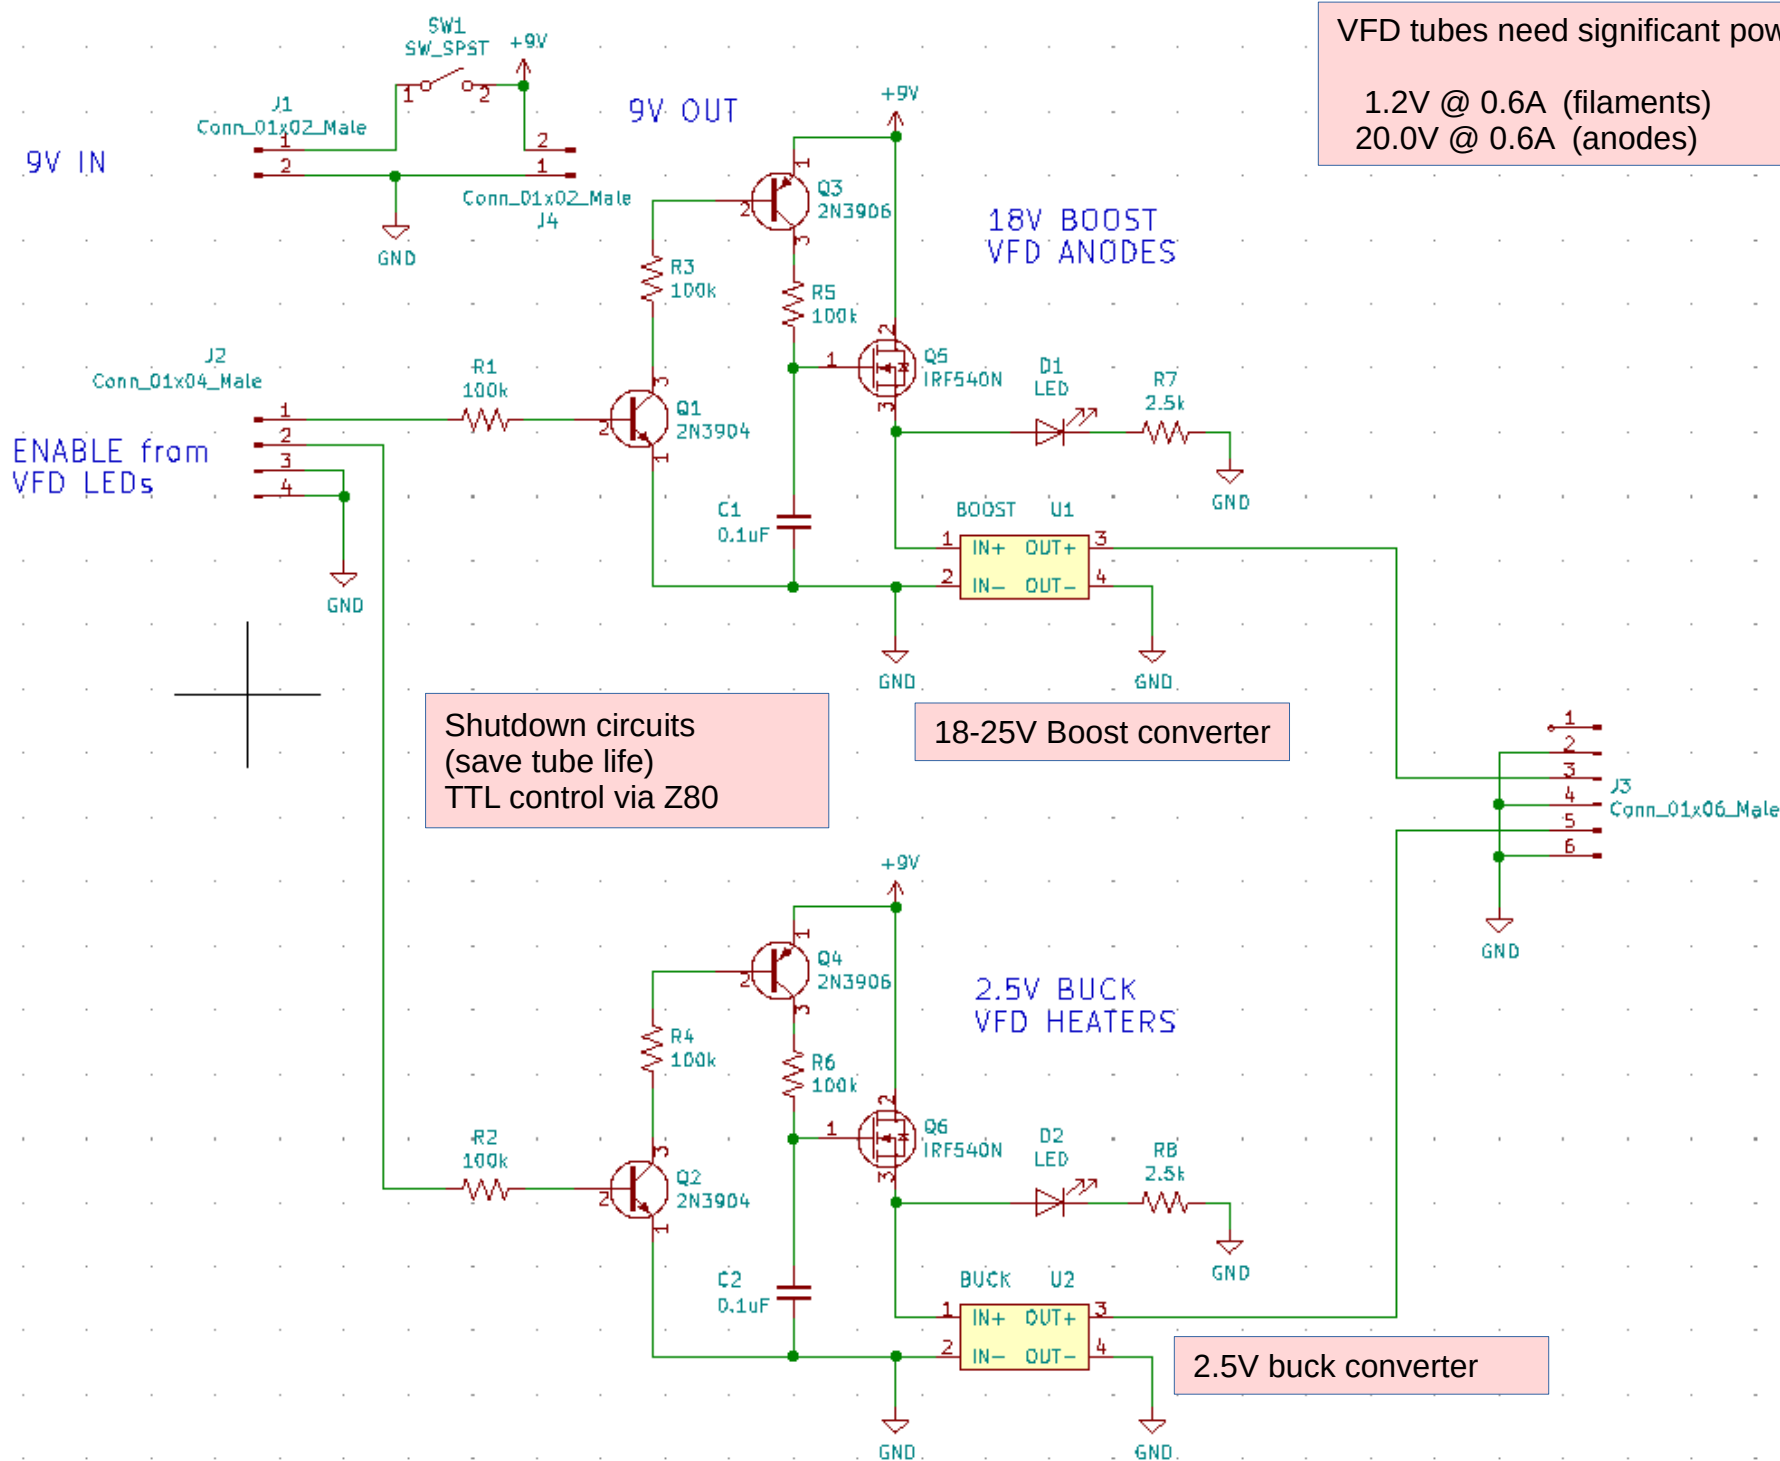 SW1
SW_SPST
+9V
1
2
J1
Conn_01x02_Male
1
2
9V IN
9V OUT
2
1
Conn_01x02_Male
J4
GND
VFD tubes need significant pow
1.2V @ 0.6A (filaments)
20.0V @ 0.6A (anodes)
+9V
1
2
3
Q3
2N3906
18V BOOST
VFD ANODES
R3
100k
R5
100k
J2
Conn_01x04_Male
1
2
3
4
ENABLE from
VFD LEDs
GND
R1
100k
3
2
1
Q1
2N3904
2
1
3
Q5
IRF540N
D1
LED
R7
2.5k
GND
C1
0.1uF
BOOST U1
1 IN+ OUT+ 3
2 IN- OUT- 4
GND
GND
Shutdown circuits
(save tube life)
TTL control via Z80
18-25V Boost converter
1
2
3
4
5
6
J3
Conn_01x06_Male
GND
+9V
1
2
3
Q4
2N3906
2.5V BUCK
VFD HEATERS
R4
100k
R6
100k
R2
100k
3
2
1
Q2
2N3904
2
1
3
Q6
IRF540N
D2
LED
R8
2.5k
GND
C2
0.1uF
BUCK U2
1 IN+ OUT+ 3
2 IN- OUT- 4
2.5V buck converter
GND
GND